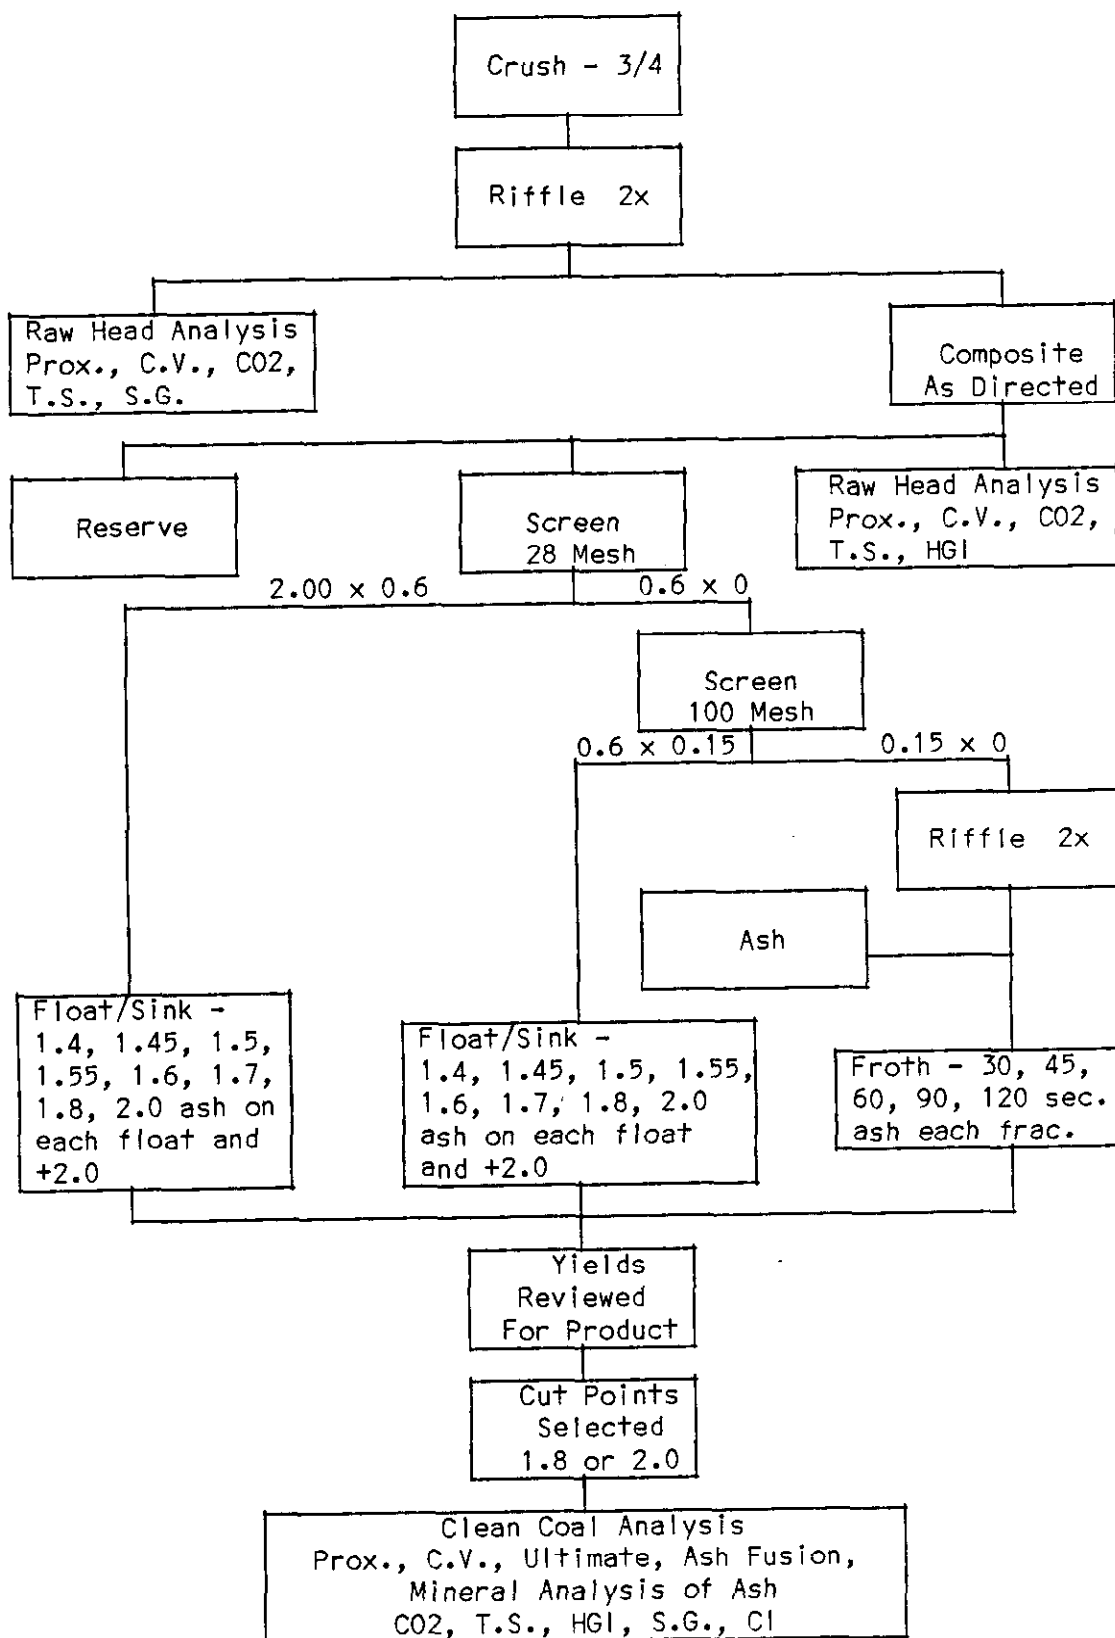 Crush - 3/4
Riffle 2x
Raw Head Analysis
Prox., C.V., CO2,
T.S., S.G.
Composite
As Directed
Reserve
Screen
28 Mesh
Raw Head Analysis
Prox., C.V., CO2,
T.S., HGI
2.00 x 0.6
0.6 x 0
Screen
100 Mesh
0.6 x 0.15
0.15 x 0
Riffle 2x
Ash
Float/Sink -
1.4, 1.45, 1.5,
1.55, 1.6, 1.7,
1.8, 2.0 ash on
each float and
+2.0
Float/Sink -
1.4, 1.45, 1.5, 1.55,
1.6, 1.7, 1.8, 2.0
ash on each float
and +2.0
Froth - 30, 45,
60, 90, 120 sec.
ash each frac.
Yields
Reviewed
For Product
Cut Points
Selected
1.8 or 2.0
Clean Coal Analysis
Prox., C.V., Ultimate, Ash Fusion,
Mineral Analysis of Ash
CO2, T.S., HGI, S.G., Cl